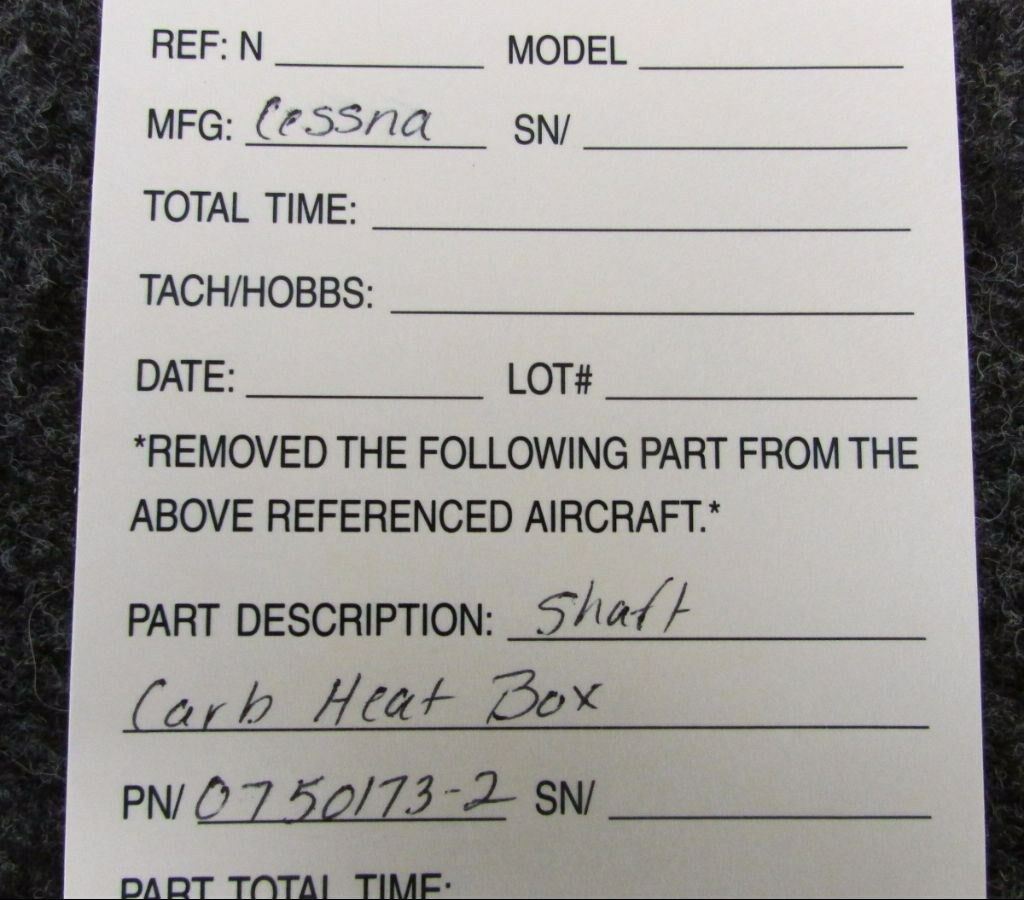 REF: N MODEL
MFG: Cessna SN/
TOTAL TIME:
TACH/HOBBS:
DATE: LOT#
*REMOVED THE FOLLOWING PART FROM THE
ABOVE REFERENCED AIRCRAFT.*
PART DESCRIPTION: Shaft
Carb Heat Box
PN/ 0750173-2 SN/
PART TOTAL TIME: